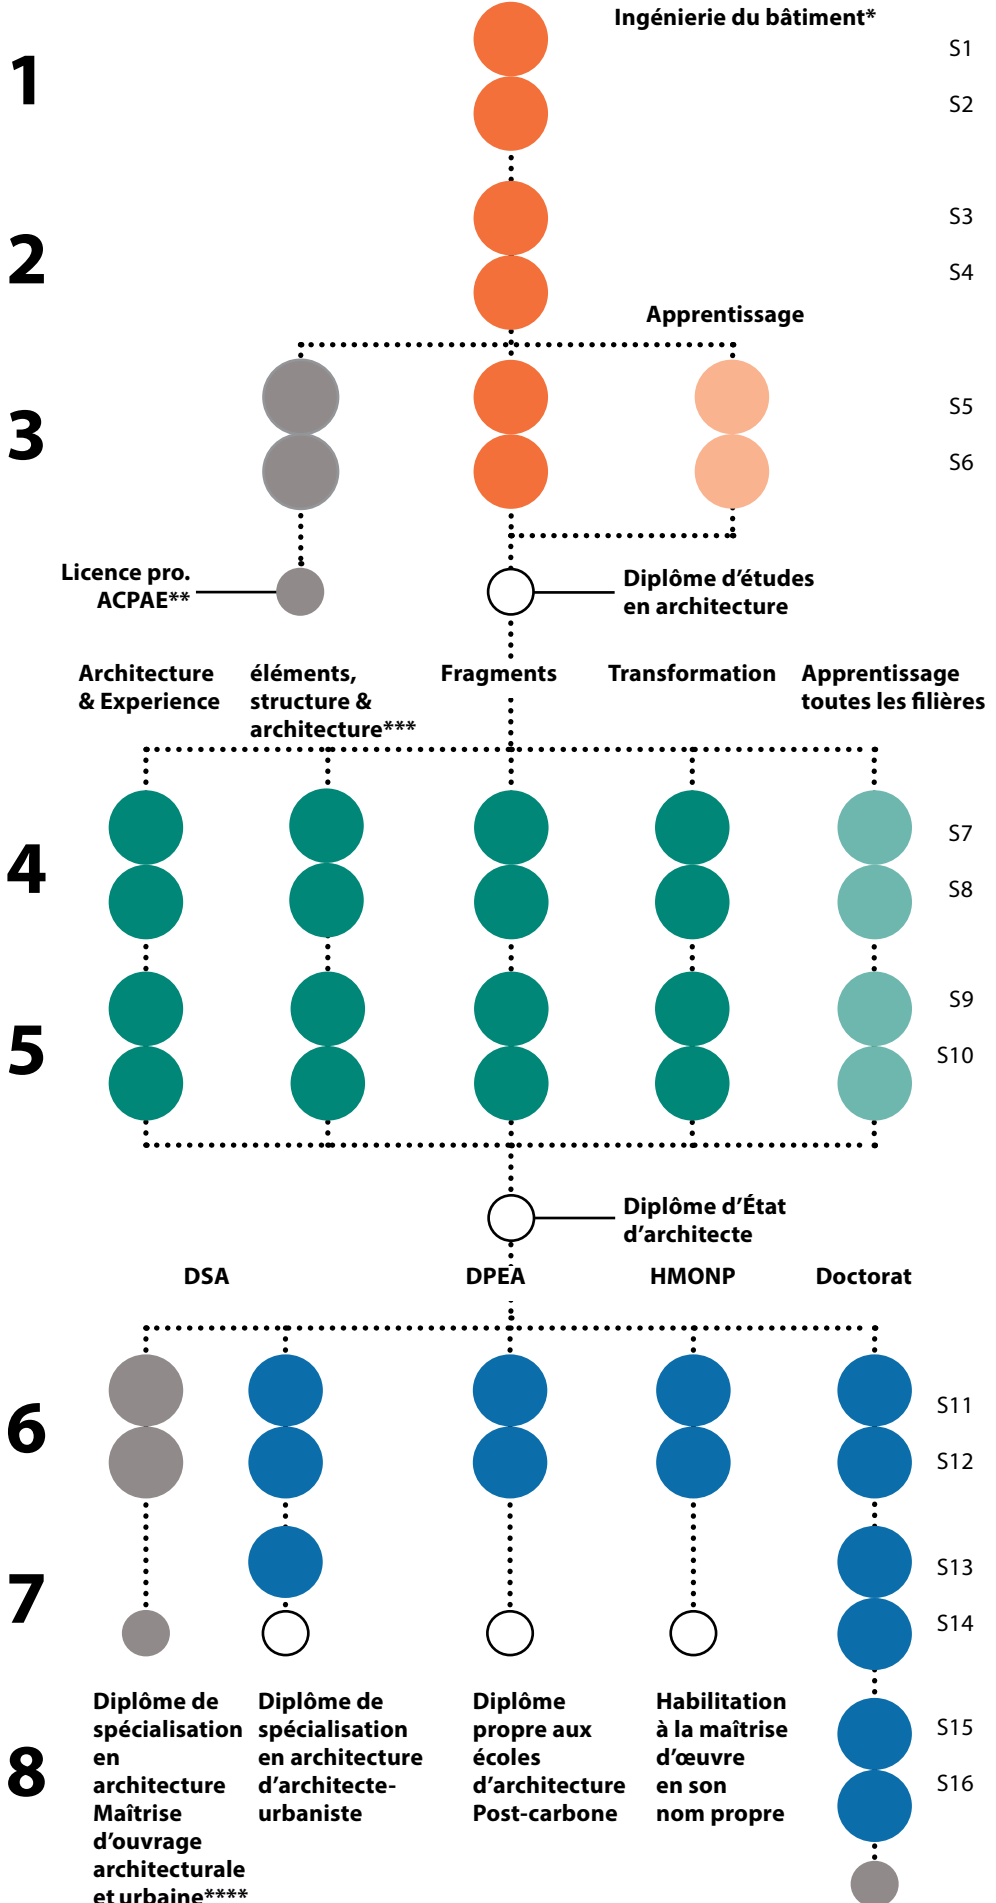 Ingénierie du bâtiment*
1
S1
S2
2
S3
S4
Apprentissage
3
S5
S6
Licence pro.
ACPAE**
Diplôme d'études
en architecture
Architecture
& Experience
éléments,
structure &
architecture***
Fragments
Transformation
Apprentissage
toutes les filières
4
S7
S8
5
S9
S10
Diplôme d'État
d'architecte
DSA
DPEA
HMONP
Doctorat
6
S11
S12
7
S13
S14
8
Diplôme de
spécialisation
en
architecture
Maîtrise
d'ouvrage
architecturale
et urbaine****
Diplôme de
spécialisation
en architecture
d'architecte-
urbaniste
Diplôme
propre aux
écoles
d'architecture
Post-carbone
Habilitation
à la maîtrise
d'œuvre
en son
nom propre
S15
S16